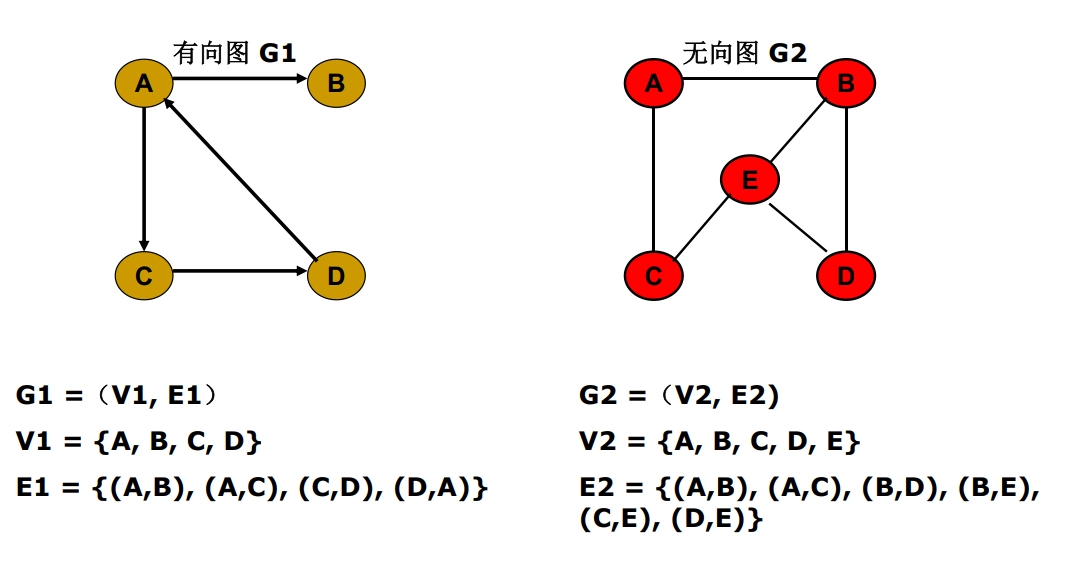 有向图 G1
A
B
C
D
无向图 G2
A
B
E
C
D
G1 =（V1, E1）
V1 = {A, B, C, D}
E1 = {(A,B), (A,C), (C,D), (D,A)}
G2 =（V2, E2)
V2 = {A, B, C, D, E}
E2 = {(A,B), (A,C), (B,D), (B,E),
(C,E), (D,E)}